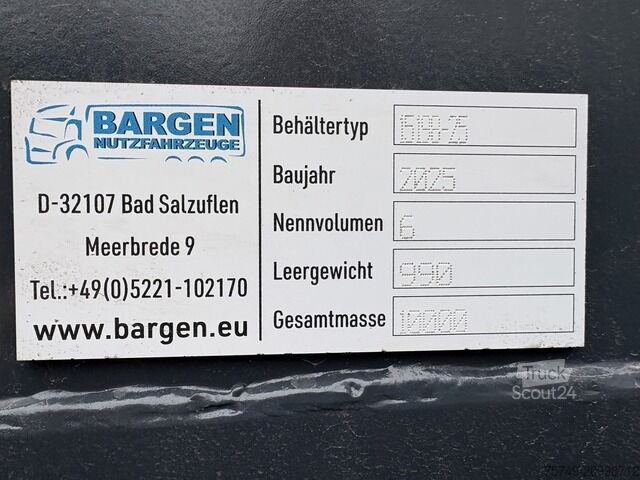 BARGEN
NUTZFAHRZEUGE
D-32107 Bad Salzuflen
Meerbrede 9
Tel.:+49(0)5221-102170
www.bargen.eu
Behältertyp
Baujahr 2025
Nennvolumen 6
Leergewicht 990
Gesamtmasse 10000
Truck
Scout24